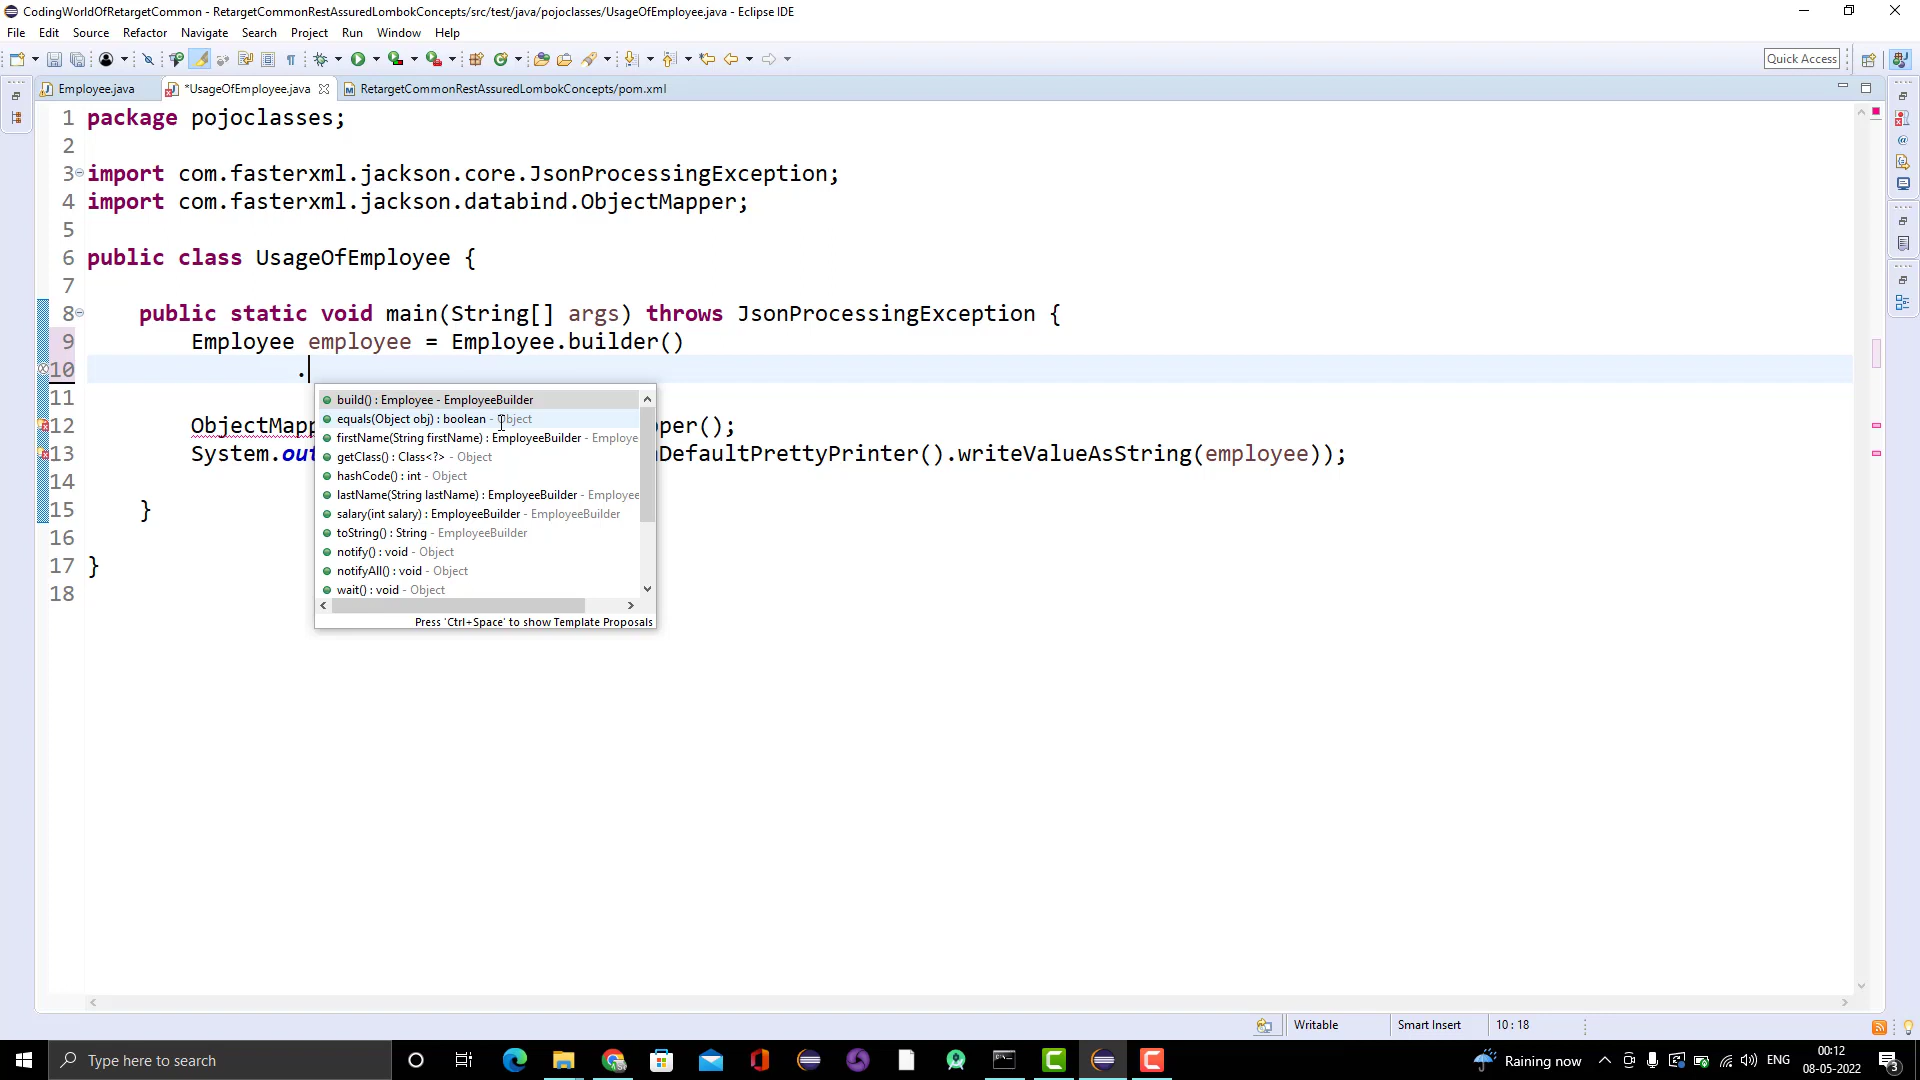 CodingWorldOfRetargetCommon - RetargetCommonRestAssuredLombokConcepts/src/test/java/pojoclasses/UsageOfEmployee.java - Eclipse IDE
File Edit Source Refactor Navigate Search Project Run Window Help
Quick Access
Employee.java *UsageOfEmployee.java RetargetCommonRestAssuredLombokConcepts/pom.xml
1 package pojoclasses;
2
3 import com.fasterxml.jackson.core.JsonProcessingException;
4 import com.fasterxml.jackson.databind.ObjectMapper;
5
6 public class UsageOfEmployee {
7
8 public static void main(String[] args) throws JsonProcessingException {
9 Employee employee = Employee.builder()
10 .
11
12 ObjectMapp per();
13 System.out DefaultPrettyPrinter().writeValueAsString(employee));
14
15 }
16
17 }
18
build() : Employee - EmployeeBuilder
equals(Object obj) : boolean - Object
firstName(String firstName) : EmployeeBuilder - Employe
getClass() : Class<?> - Object
hashCode() : int - Object
lastName(String lastName) : EmployeeBuilder - Employee
salary(int salary) : EmployeeBuilder - EmployeeBuilder
toString() : String - EmployeeBuilder
notify() : void - Object
notifyAll() : void - Object
wait() : void - Object
Press 'Ctrl+Space' to show Template Proposals
Writable Smart Insert 10 : 18
Type here to search
Raining now ENG 00:12
08-05-2022
3